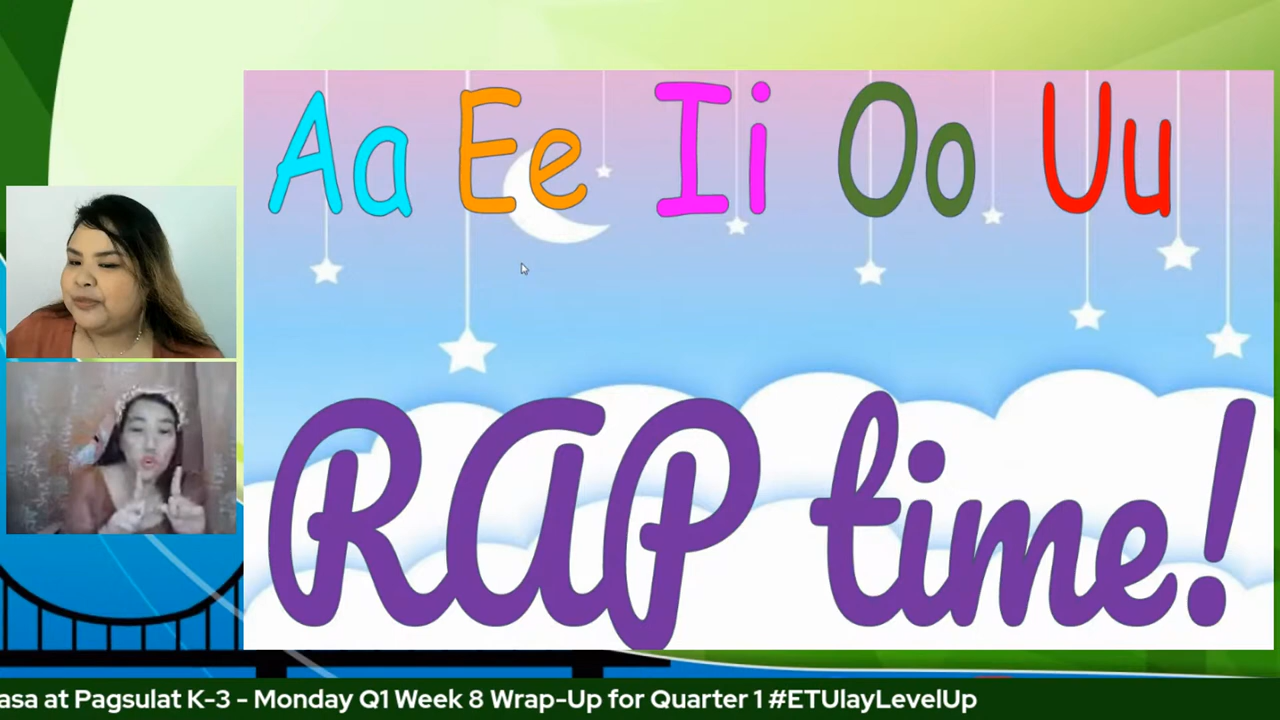 Aa Ee Ii Oo Uu
RAP time!
asa at Pagsulat K-3 - Monday Q1 Week 8 Wrap-Up for Quarter 1 #ETUlayLevelUp